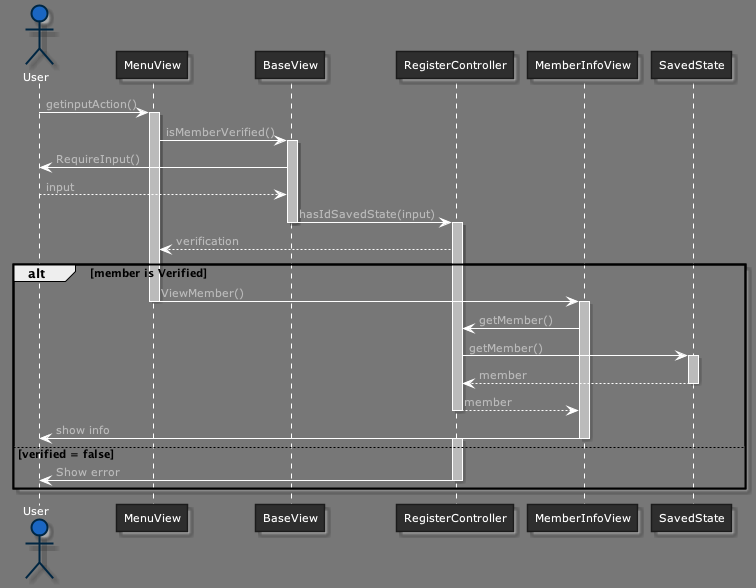 User
MenuView
BaseView
RegisterController
MemberInfoView
SavedState
getinputAction()
isMemberVerified()
RequireInput()
input
hasIdSavedState(input)
verification
alt
[member is Verified]
ViewMember()
getMember()
getMember()
member
member
show info
[verified = false]
Show error
User
MenuView
BaseView
RegisterController
MemberInfoView
SavedState